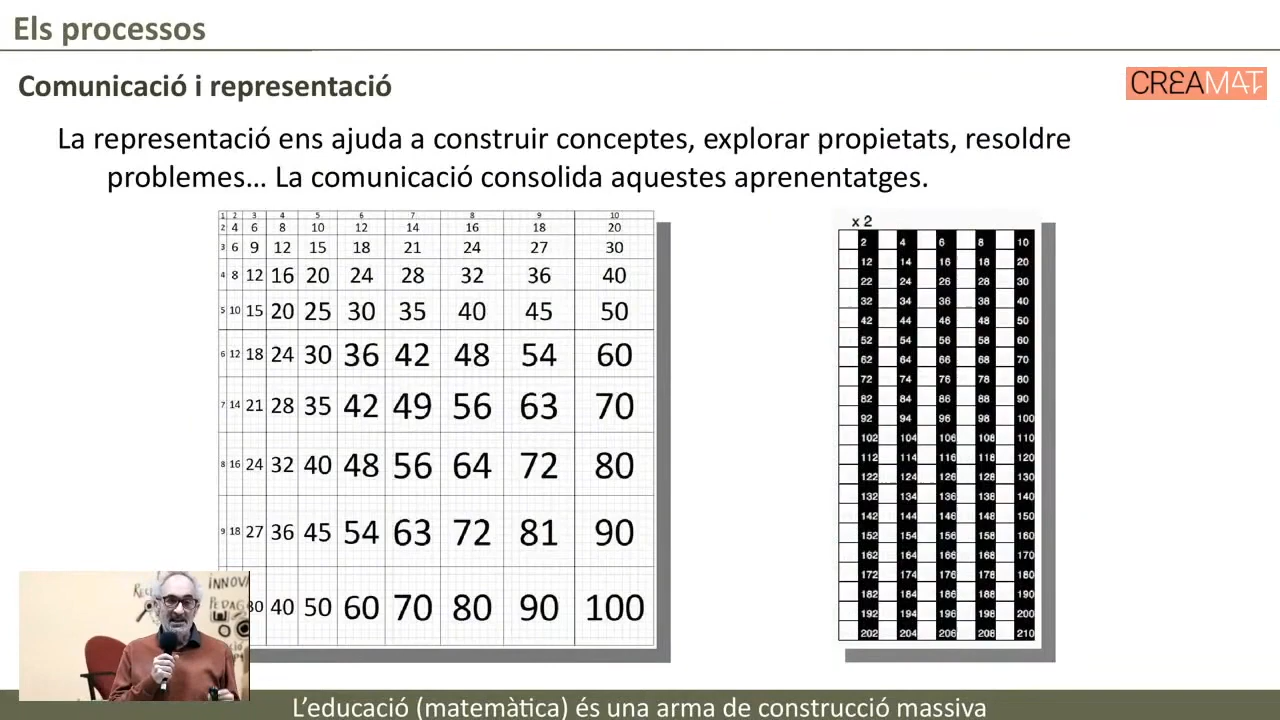 Els processos
Comunicació i representació
CREAMAT
La representació ens ajuda a construir conceptes, explorar propietats, resoldre
problemes... La comunicació consolida aquestes aprenentatges.
1 2 3 4 5 6 7 8 9 10
2 4 6 8 10 12 14 16 18 20
3 6 9 12 15 18 21 24 27 30
4 8 12 16 20 24 28 32 36 40
5 10 15 20 25 30 35 40 45 50
6 12 18 24 30 36 42 48 54 60
7 14 21 28 35 42 49 56 63 70
8 16 24 32 40 48 56 64 72 80
9 18 27 36 45 54 63 72 81 90
30 40 50 60 70 80 90 100
x 2
2 4 6 8 10
12 14 16 18 20
22 24 26 28 30
32 34 36 38 40
42 44 46 48 50
52 54 56 58 60
62 64 66 68 70
72 74 76 78 80
82 84 86 88 90
92 94 96 98 100
102 104 106 108 110
112 114 116 118 120
122 124 126 128 130
132 134 136 138 140
142 144 146 148 150
152 154 156 158 160
162 164 166 168 170
172 174 176 178 180
182 184 186 188 190
192 194 196 198 200
202 204 206 208 210
INNOVA
PEDAG
L'educació (matemàtica) és una arma de construcció massiva